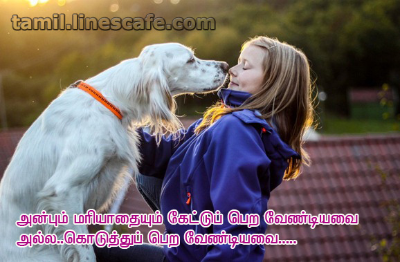 tamil.linescafe.com
அன்பும் மரியாதையும் கேட்டுப் பெற வேண்டியவை
அல்ல..கொடுத்துப் பெற வேண்டியவை.....